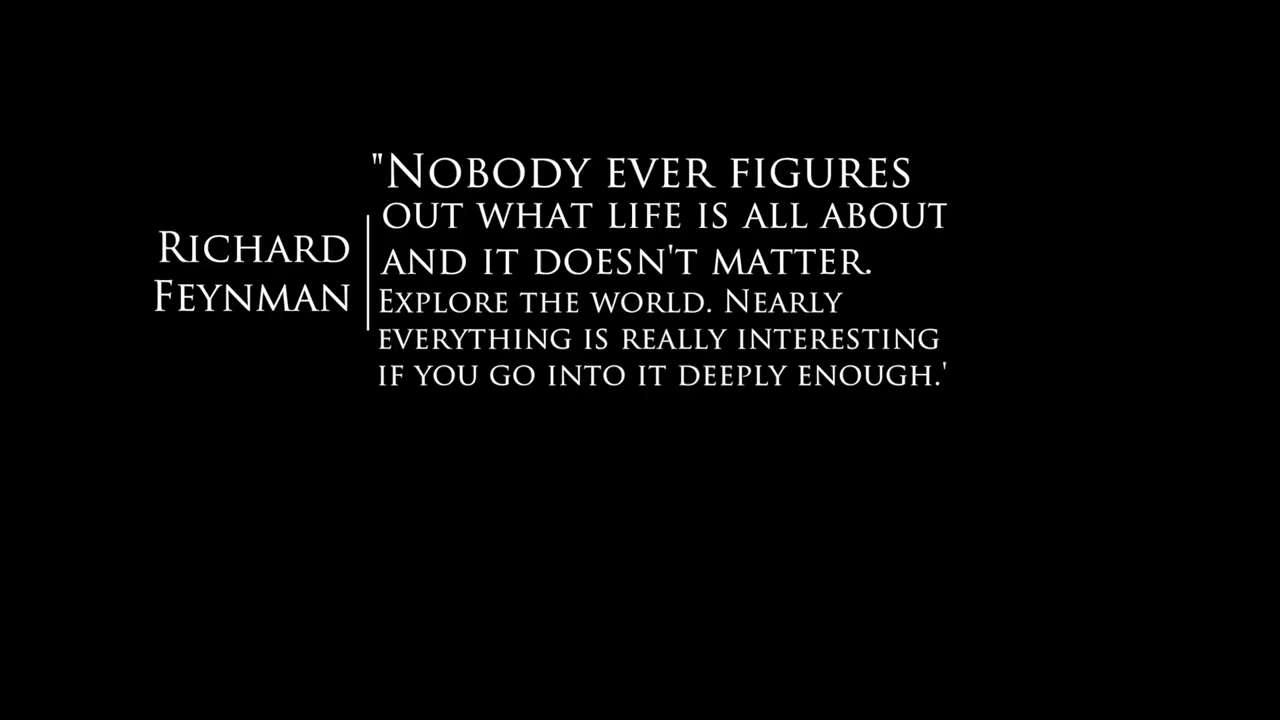 Richard
Feynman
"Nobody ever figures
out what life is all about
and it doesn't matter.
Explore the world. Nearly
everything is really interesting
if you go into it deeply enough.'